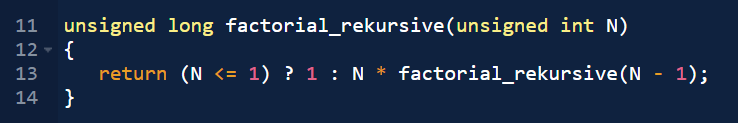 11 unsigned long factorial_rekursive(unsigned int N)
12 {
13    return (N <= 1) ? 1 : N * factorial_rekursive(N - 1);
14 }